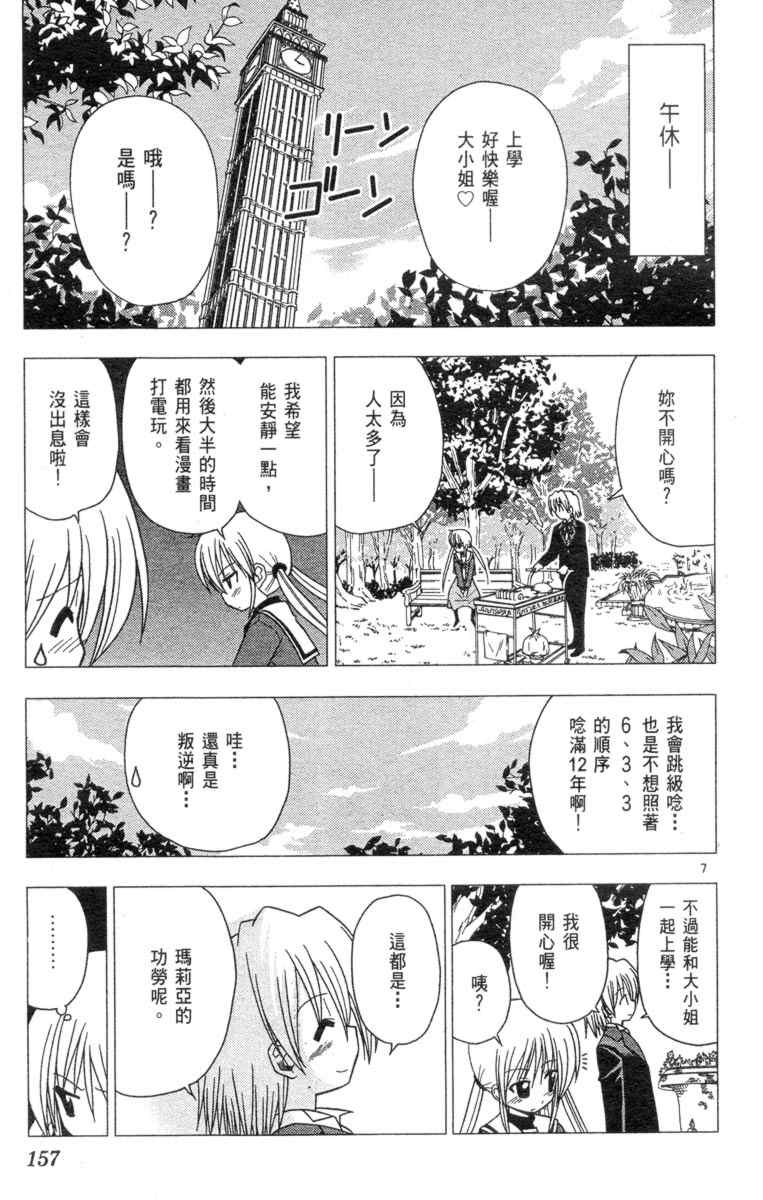 午休—
上學
好快樂喔——
大小姐♡
リーン
ゴーン
哦——?
是嗎——?
妳不開心嗎?
因為
人太多了——
我希望
能安靜一點，
然後大半的時間
都用來看漫畫
打電玩。
這樣會
沒出息啦!
我會跳級唸…
也是不想照著
6、3、3
的順序
唸滿12年啊!
哇…
還真是
叛逆啊…
7
不過能和大小姐
一起上學…
我很
開心喔!
咦?
這都是…
瑪莉亞的
功勞呢。
………
157